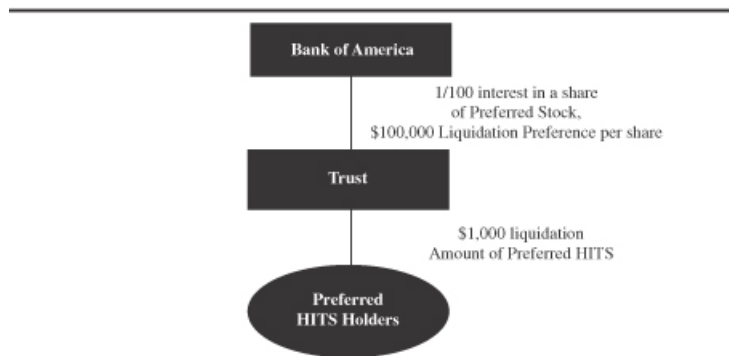 Bank of America
1/100 interest in a share
of Preferred Stock,
$100,000 Liquidation Preference per share
Trust
$1,000 liquidation
Amount of Preferred HITS
Preferred
HITS Holders